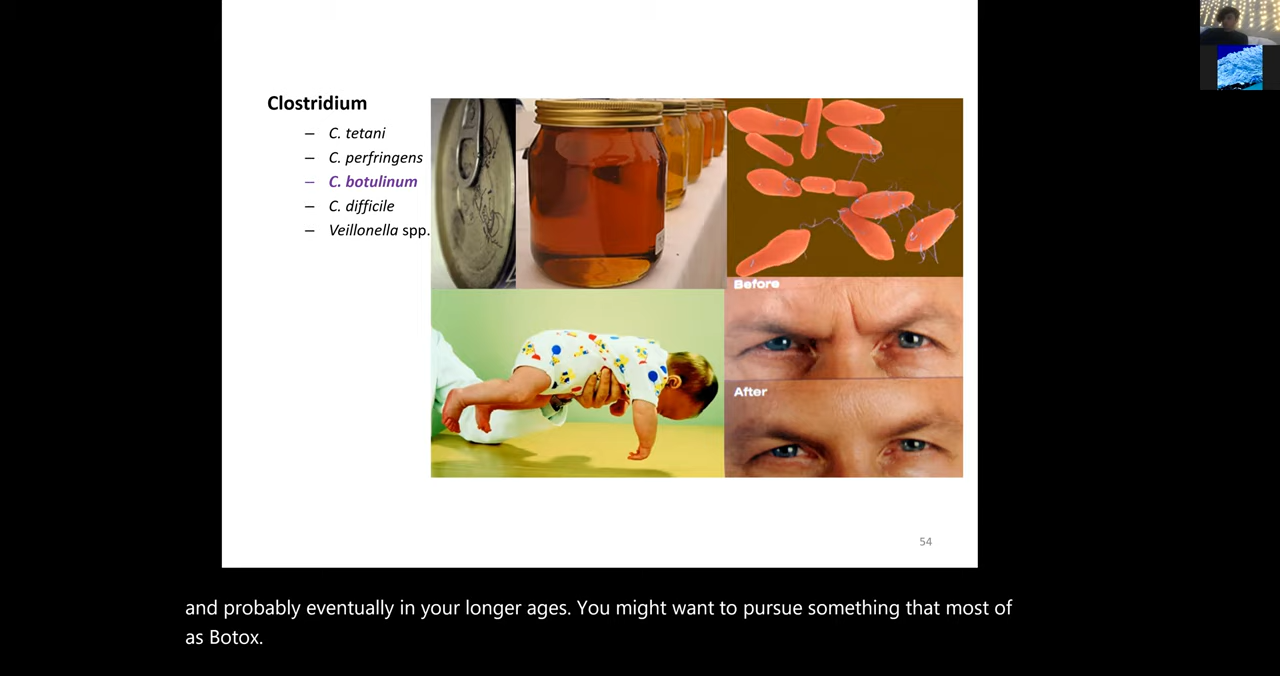 Clostridium
– C. tetani
– C. perfringens
– C. botulinum
– C. difficile
– Veillonella spp.
Before
After
54
and probably eventually in your longer ages. You might want to pursue something that most of
as Botox.